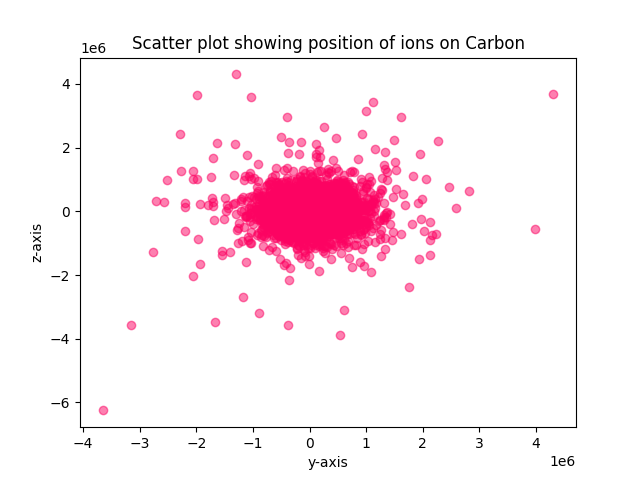 Scatter plot showing position of ions on Carbon
1e6
4
2
0
−2
−4
−6
z-axis
−4 −3 −2 −1 0 1 2 3 4
y-axis
1e6